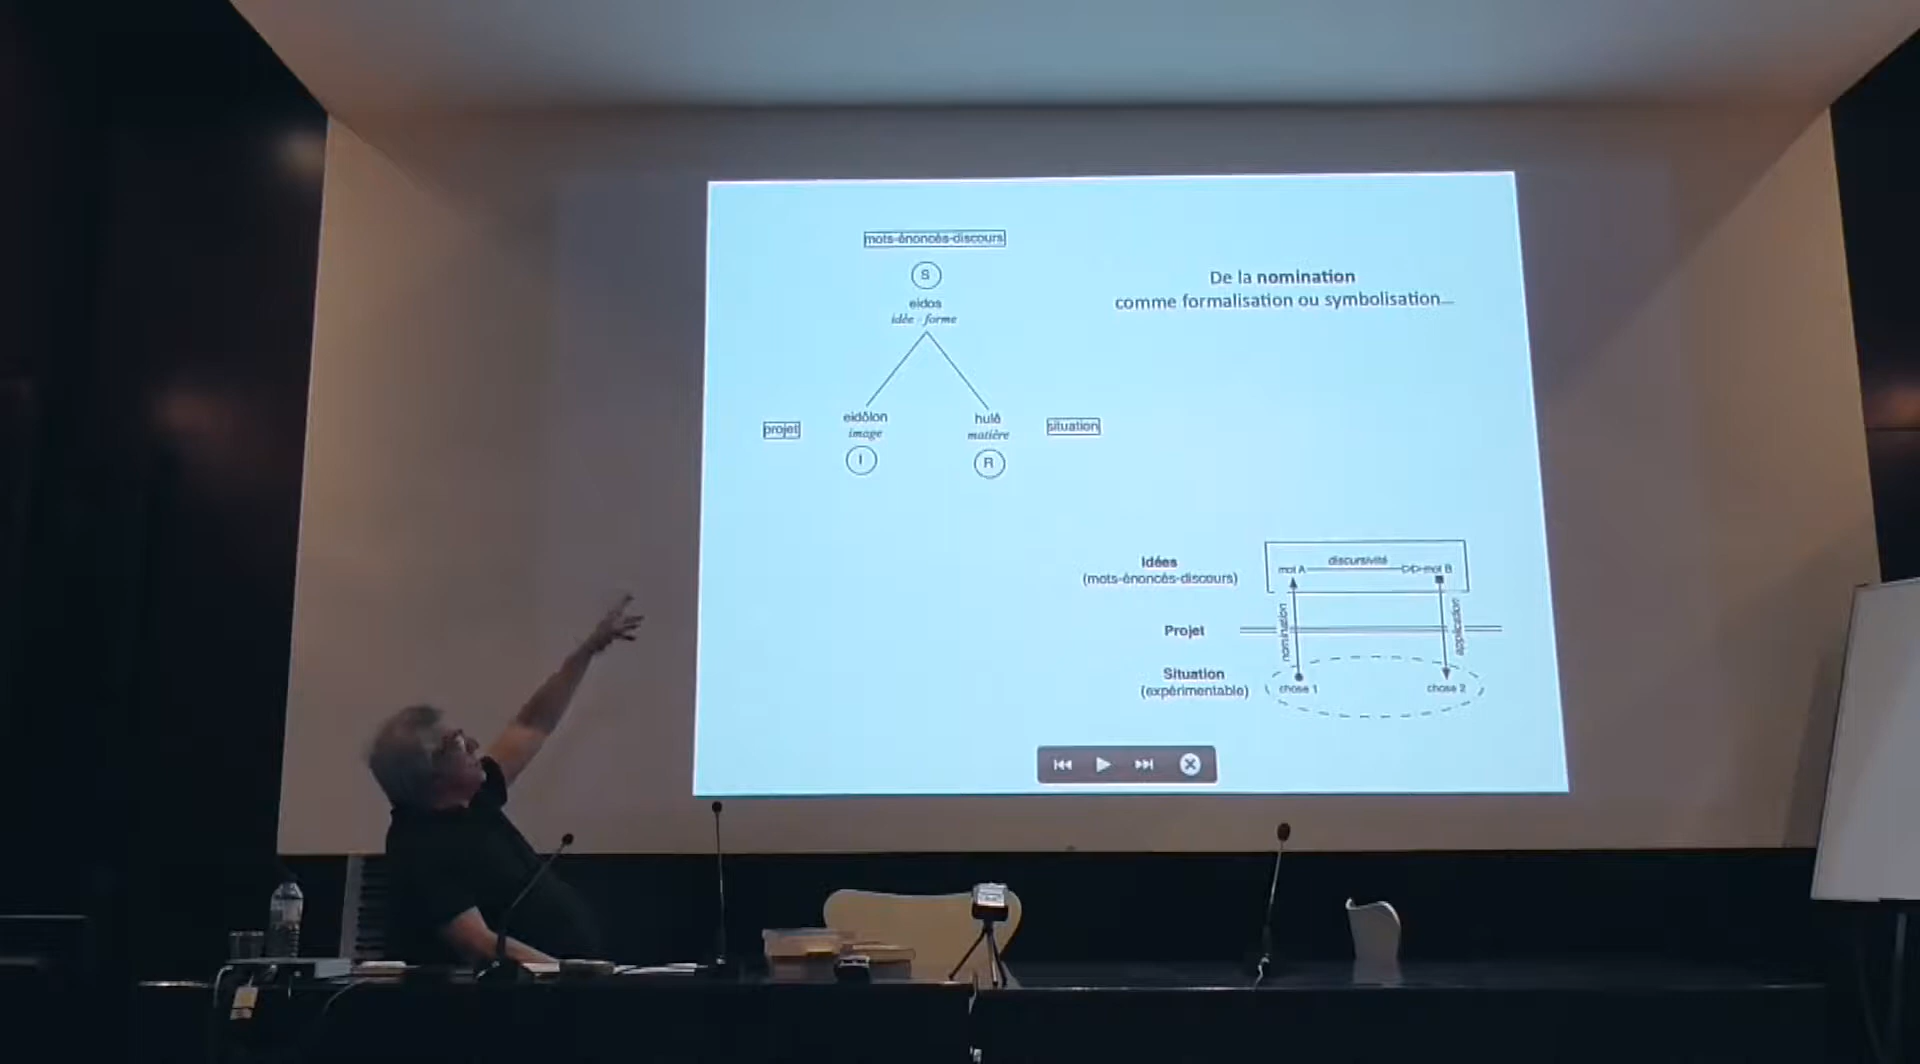 mots-énoncés-discours
S
eidos
idée - forme
eidôlon
image
I
hulê
matière
R
projet
situation
De la nomination
comme formalisation ou symbolisation...
Idées
(mots-énoncés-discours)
Projet
Situation
(expérimentable)
discursivité
mot A
mot B
nomination
application
chose 1
chose 2